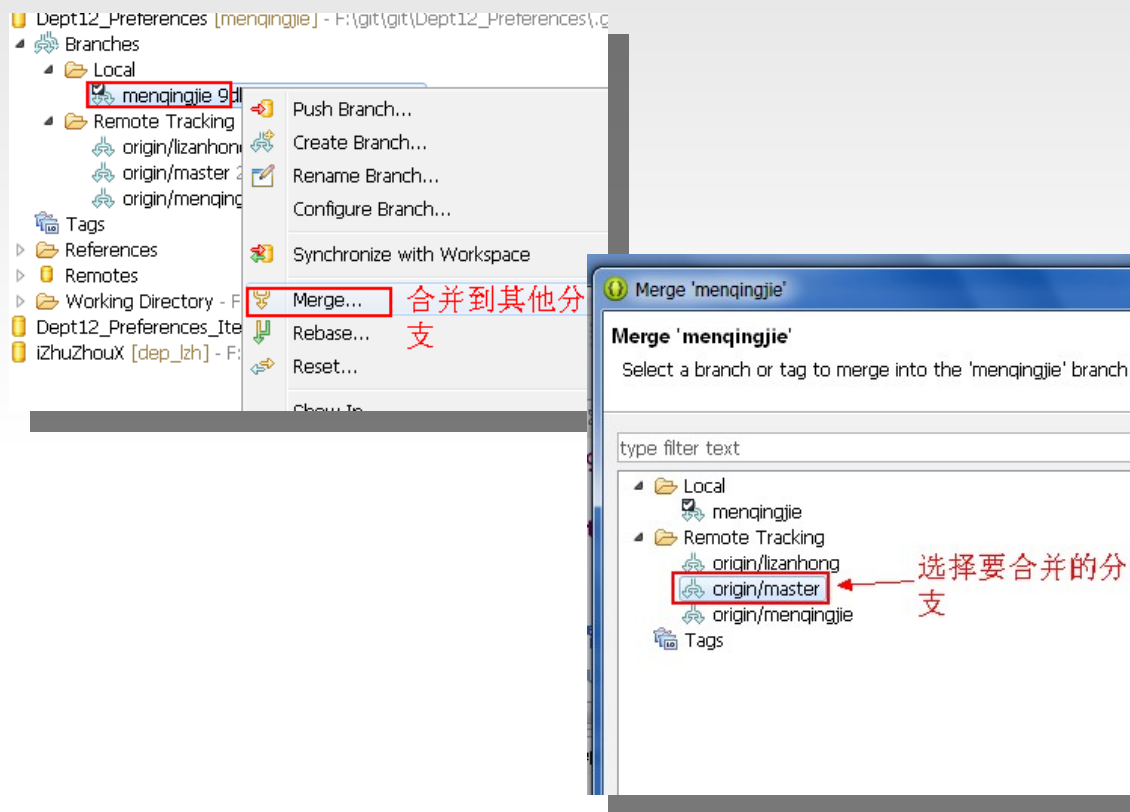 Dept12_Preferences [menqingjie] - F:\git\git\Dept12_Preferences\.g
Branches
Local
menqingjie 9d
Remote Tracking
origin/lizanhon
origin/master 2
origin/menqing
Tags
References
Remotes
Working Directory - F
Dept12_Preferences_Ite
iZhuZhouX [dep_lzh] - F:
Push Branch...
Create Branch...
Rename Branch...
Configure Branch...
Synchronize with Workspace
Merge...
Rebase...
Reset...
Show In
合并到其他分
支
Merge 'menqingjie'
Merge 'menqingjie'
Select a branch or tag to merge into the 'menqingjie' branch
type filter text
Local
menqingjie
Remote Tracking
origin/lizanhong
origin/master
origin/menqingjie
Tags
选择要合并的分
支